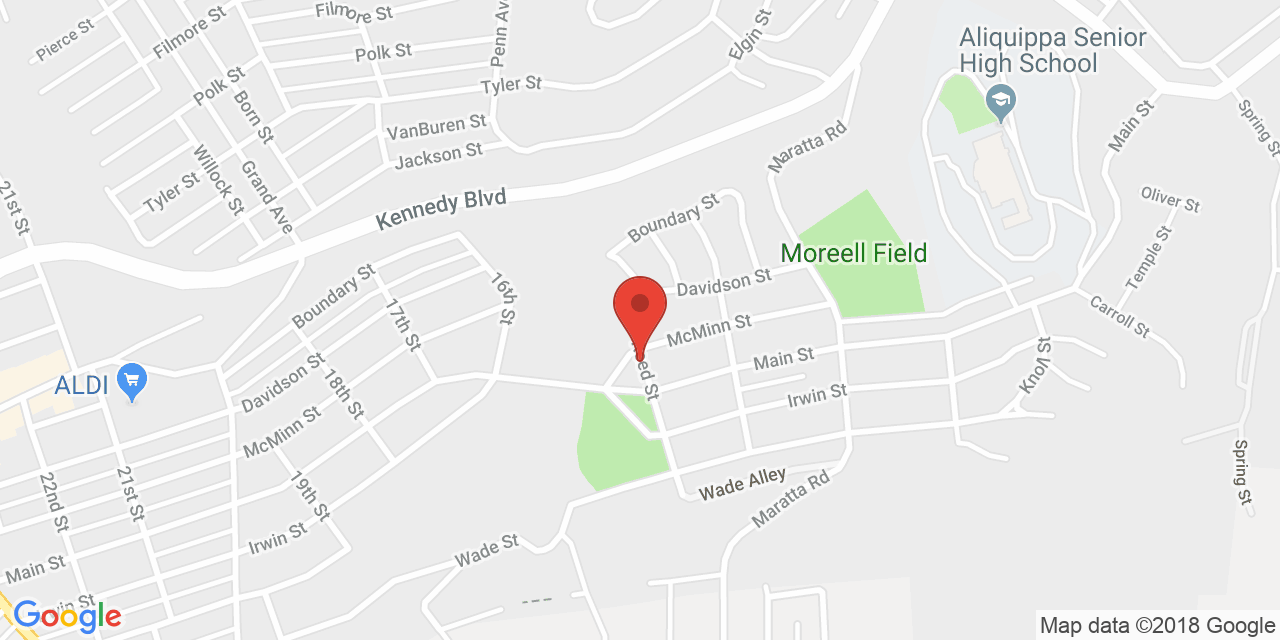 Filmore St
Penn Av
Pierce St
Filmore St
Polk St
Elgin St
Aliquippa Senior
High School
Polk St
Tyler St
Born St
VanBuren St
Main St
Spring St
Jackson St
Maratta Rd
Willock St
Grand Ave
Tyler St
21st St
Kennedy Blvd
Boundary St
Oliver St
Moreell Field
Temple St
Boundary St
16th St
Davidson St
17th St
McMinn St
Carroll St
Main St
ALDI
Davidson St
18th St
Knol St
Irwin St
McMinn St
Wade Alley
Spring St
22nd St
21st St
19th St
Maratta Rd
Irwin St
Wade St
Main St
Google
Map data ©2018 Google